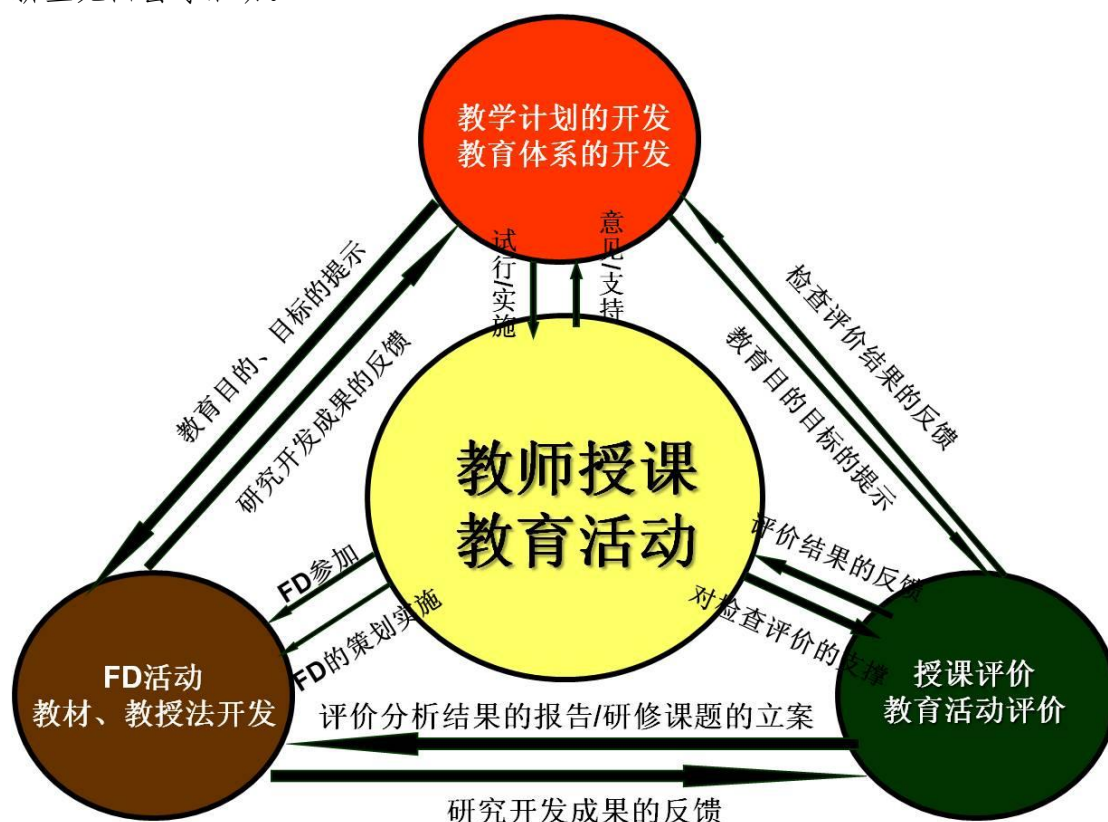 教学计划的开发
教育体系的开发
试行/实施
意见/支持
教育目的、目标的提示
研究开发成果的反馈
检查评价结果的反馈
教育目的目标的提示
教师授课
教育活动
FD参加
FD的策划实施
评价结果的反馈
对检查评价的支撑
FD活动
教材、教授法开发
授课评价
教育活动评价
评价分析结果的报告/研修课题的立案
研究开发成果的反馈